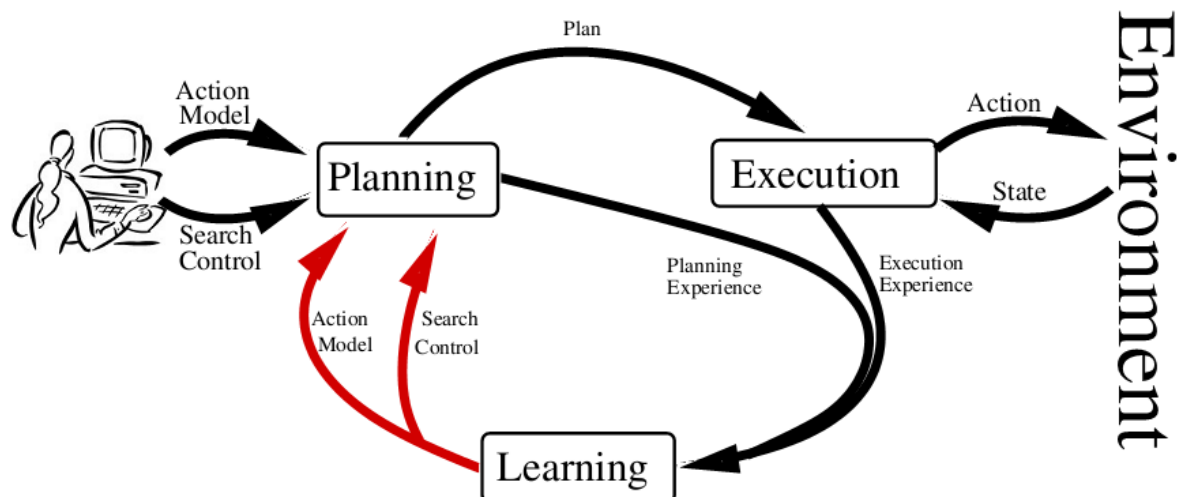 Plan
Action
Model
Planning
Search
Control
Execution
Action
State
Environment
Planning
Experience
Execution
Experience
Action
Model
Search
Control
Learning